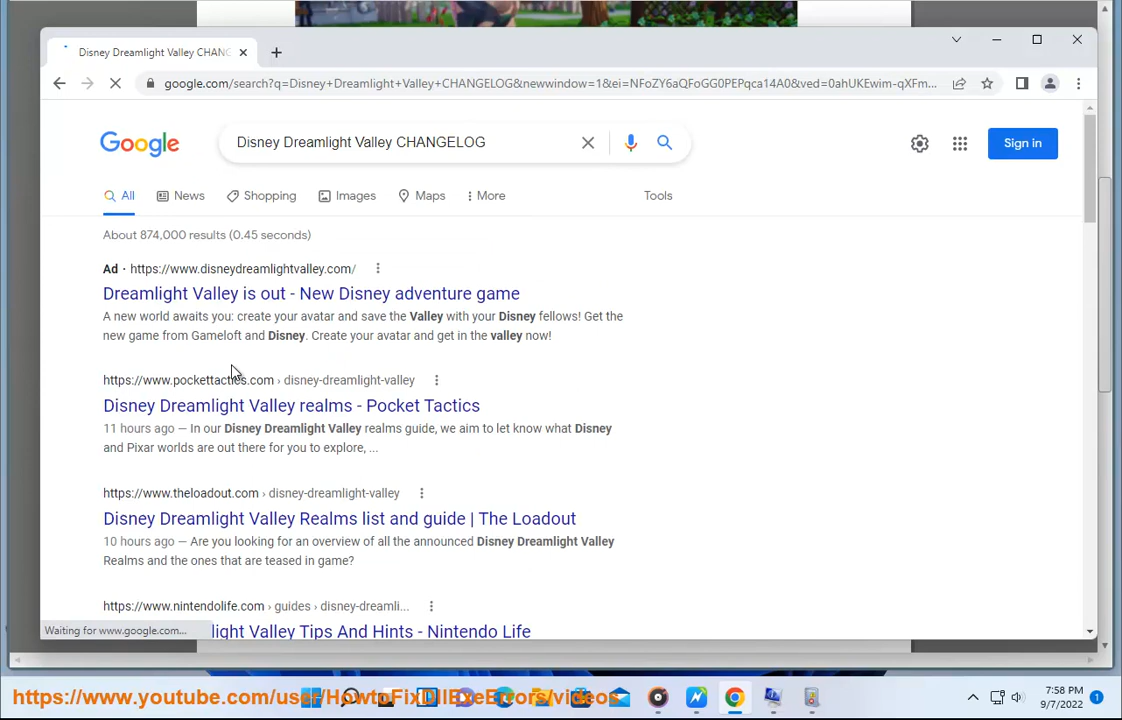 Disney Dreamlight Valley CHANG
google.com/search?q=Disney+Dreamlight+Valley+CHANGELOG&newwindow=1&ei=NFoZY6aQFoGG0PEPqca14A0&ved=0ahUKEwim-qXFm...
Google
Disney Dreamlight Valley CHANGELOG
Sign in
All News Shopping Images Maps More Tools
About 874,000 results (0.45 seconds)
Ad · https://www.disneydreamlightvalley.com/
Dreamlight Valley is out - New Disney adventure game
A new world awaits you: create your avatar and save the Valley with your Disney fellows! Get the
new game from Gameloft and Disney. Create your avatar and get in the valley now!
https://www.pockettactics.com › disney-dreamlight-valley
Disney Dreamlight Valley realms - Pocket Tactics
11 hours ago — In our Disney Dreamlight Valley realms guide, we aim to let know what Disney
and Pixar worlds are out there for you to explore, ...
https://www.theloadout.com › disney-dreamlight-valley
Disney Dreamlight Valley Realms list and guide | The Loadout
10 hours ago — Are you looking for an overview of all the announced Disney Dreamlight Valley
Realms and the ones that are teased in game?
https://www.nintendolife.com › guides › disney-dreamli...
light Valley Tips And Hints - Nintendo Life
Waiting for www.google.com...
https://www.youtube.com/user/HowtoFixDllExeErrors/videos
7:58 PM
9/7/2022
1